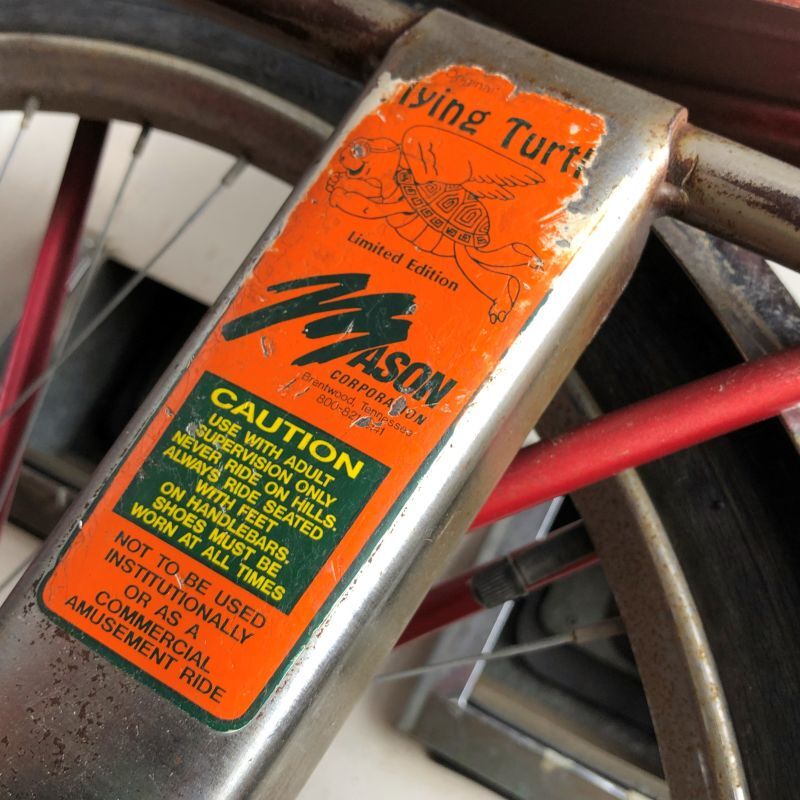 Original
lying Turtl
Limited Edition
MASON
CORPORATION
Brentwood, Tennessee
CAUTION
USE WITH ADULT
SUPERVISION ONLY
NEVER RIDE ON HILLS.
ALWAYS RIDE SEATED
WITH FEET
ON HANDLEBARS.
SHOES MUST BE
WORN AT ALL TIMES
NOT TO BE USED
INSTITUTIONALLY
OR AS A
COMMERCIAL
AMUSEMENT RIDE